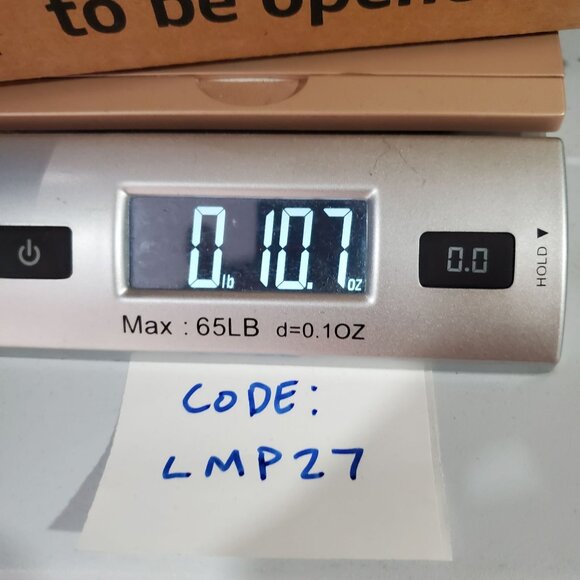 to be opene
0 lb 10.7 oz
0.0
HOLD ▼
Max : 65LB d=0.1OZ
CODE:
LMP27